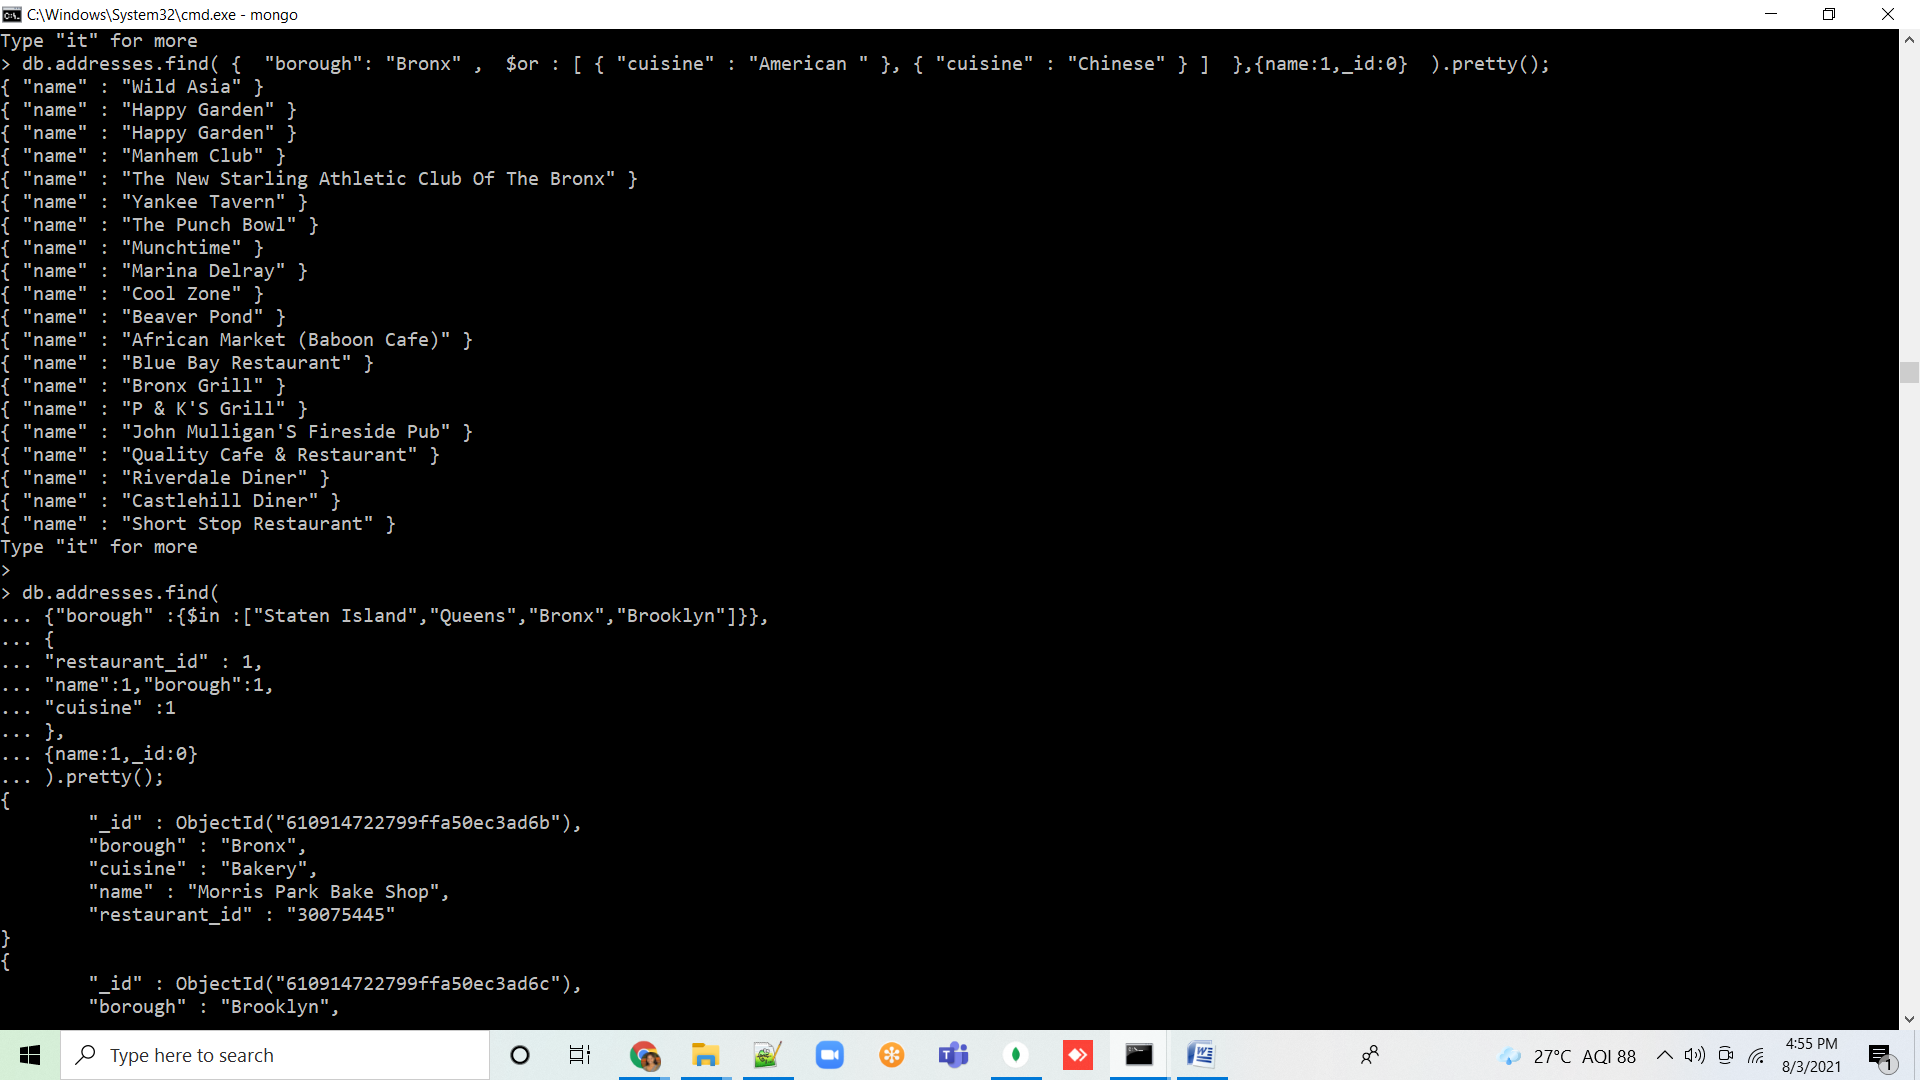 C:\Windows\System32\cmd.exe - mongo
Type "it" for more
> db.addresses.find( {  "borough": "Bronx" ,  $or : [ { "cuisine" : "American " }, { "cuisine" : "Chinese" } ]  },{name:1,_id:0}  ).pretty();
{ "name" : "Wild Asia" }
{ "name" : "Happy Garden" }
{ "name" : "Happy Garden" }
{ "name" : "Manhem Club" }
{ "name" : "The New Starling Athletic Club Of The Bronx" }
{ "name" : "Yankee Tavern" }
{ "name" : "The Punch Bowl" }
{ "name" : "Munchtime" }
{ "name" : "Marina Delray" }
{ "name" : "Cool Zone" }
{ "name" : "Beaver Pond" }
{ "name" : "African Market (Baboon Cafe)" }
{ "name" : "Blue Bay Restaurant" }
{ "name" : "Bronx Grill" }
{ "name" : "P & K'S Grill" }
{ "name" : "John Mulligan'S Fireside Pub" }
{ "name" : "Quality Cafe & Restaurant" }
{ "name" : "Riverdale Diner" }
{ "name" : "Castlehill Diner" }
{ "name" : "Short Stop Restaurant" }
Type "it" for more
>
> db.addresses.find(
... {"borough" :{$in :["Staten Island","Queens","Bronx","Brooklyn"]}},
... {
... "restaurant_id" : 1,
... "name":1,"borough":1,
... "cuisine" :1
... },
... {name:1,_id:0}
... ).pretty();
{
        "_id" : ObjectId("610914722799ffa50ec3ad6b"),
        "borough" : "Bronx",
        "cuisine" : "Bakery",
        "name" : "Morris Park Bake Shop",
        "restaurant_id" : "30075445"
}
{
        "_id" : ObjectId("610914722799ffa50ec3ad6c"),
        "borough" : "Brooklyn",
Type here to search
27°C AQI 88
4:55 PM
8/3/2021
1